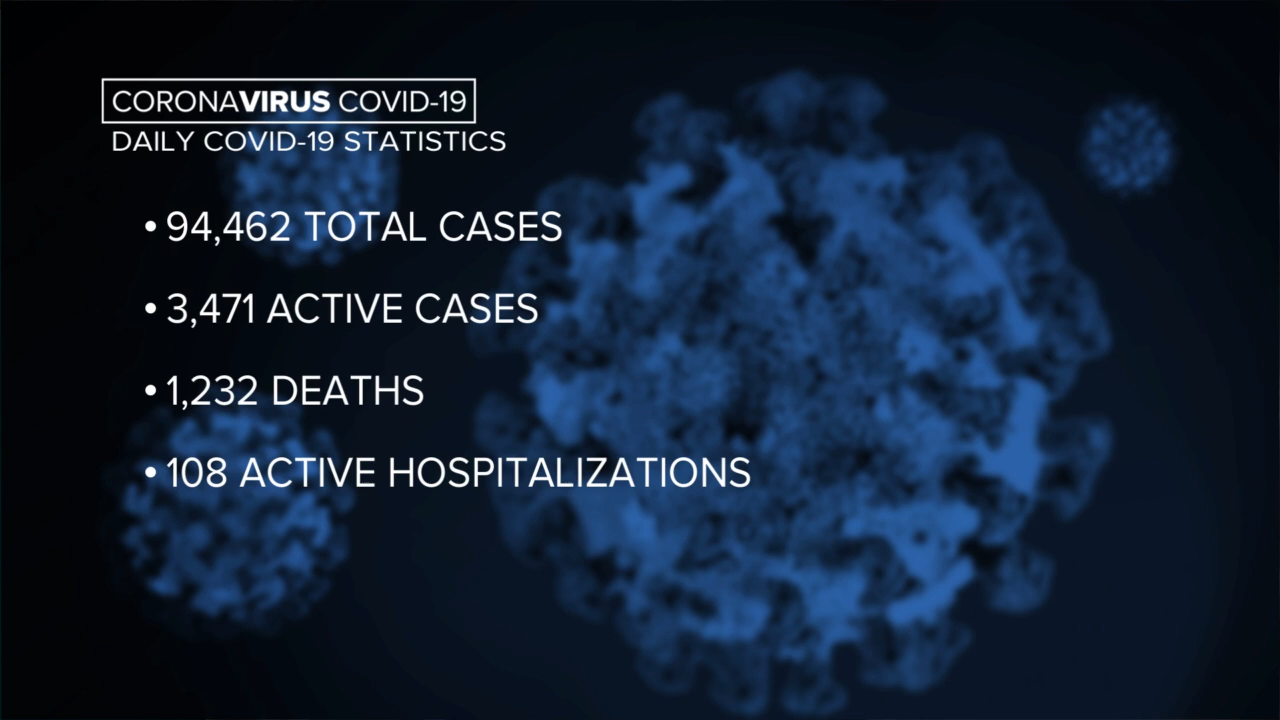 CORONAVIRUS COVID-19
DAILY COVID-19 STATISTICS
• 94,462 TOTAL CASES
• 3,471 ACTIVE CASES
• 1,232 DEATHS
• 108 ACTIVE HOSPITALIZATIONS